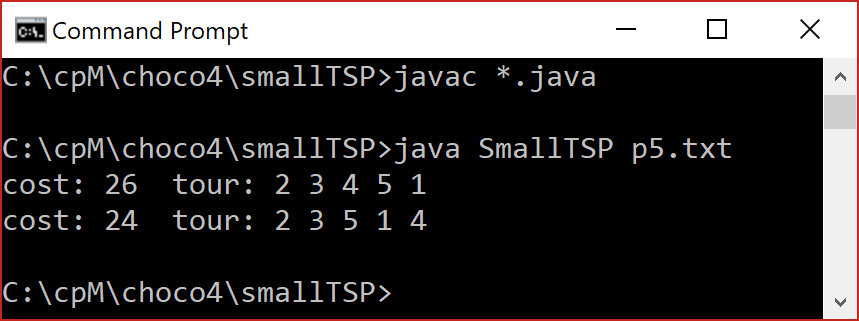 Command Prompt
C:\cpM\choco4\smallTSP>javac *.java
C:\cpM\choco4\smallTSP>java SmallTSP p5.txt
cost: 26  tour: 2 3 4 5 1
cost: 24  tour: 2 3 5 1 4
C:\cpM\choco4\smallTSP>